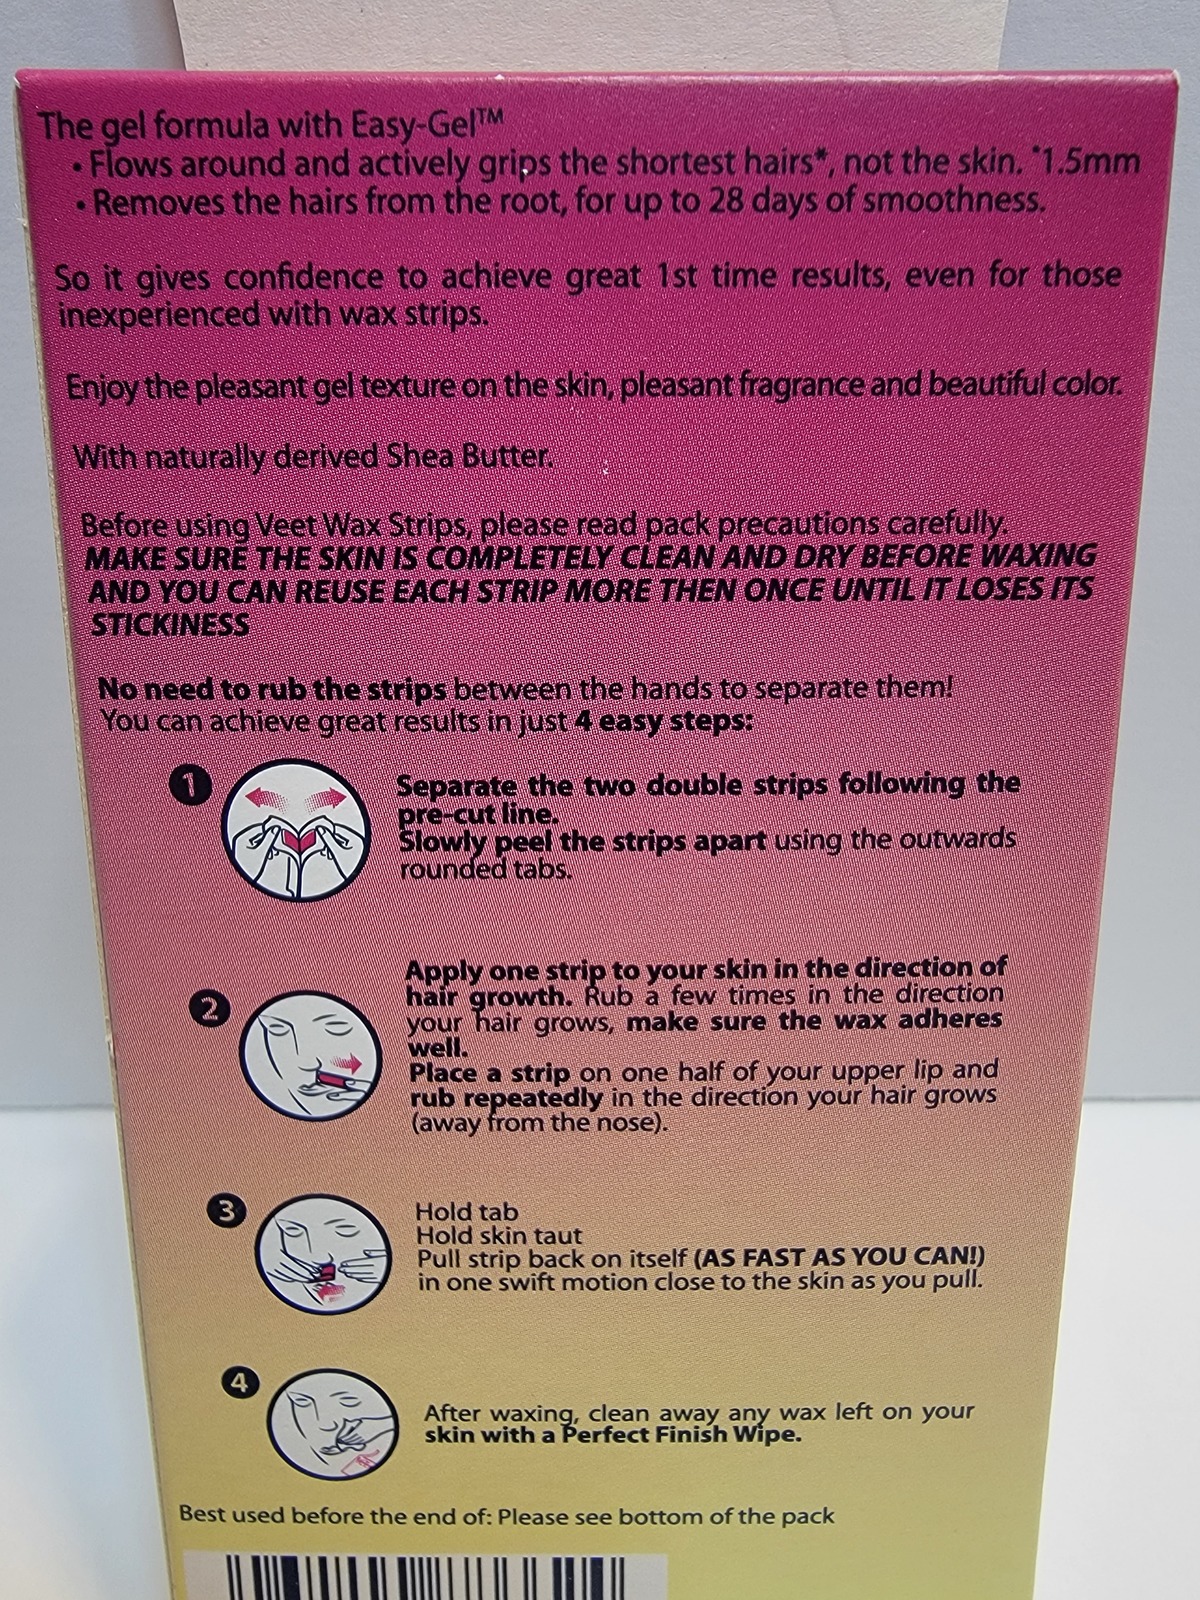 The gel formula with Easy-Gel™
• Flows around and actively grips the shortest hairs*, not the skin. *1.5mm
• Removes the hairs from the root, for up to 28 days of smoothness.
So it gives confidence to achieve great 1st time results, even for those
inexperienced with wax strips.
Enjoy the pleasant gel texture on the skin, pleasant fragrance and beautiful color.
With naturally derived Shea Butter.
Before using Veet Wax Strips, please read pack precautions carefully.
MAKE SURE THE SKIN IS COMPLETELY CLEAN AND DRY BEFORE WAXING
AND YOU CAN REUSE EACH STRIP MORE THEN ONCE UNTIL IT LOSES ITS
STICKINESS
No need to rub the strips between the hands to separate them!
You can achieve great results in just 4 easy steps:
1
Separate the two double strips following the
pre-cut line.
Slowly peel the strips apart using the outwards
rounded tabs.
2
Apply one strip to your skin in the direction of
hair growth. Rub a few times in the direction
your hair grows, make sure the wax adheres
well.
Place a strip on one half of your upper lip and
rub repeatedly in the direction your hair grows
(away from the nose).
3
Hold tab
Hold skin taut
Pull strip back on itself (AS FAST AS YOU CAN!)
in one swift motion close to the skin as you pull.
4
After waxing, clean away any wax left on your
skin with a Perfect Finish Wipe.
Best used before the end of: Please see bottom of the pack